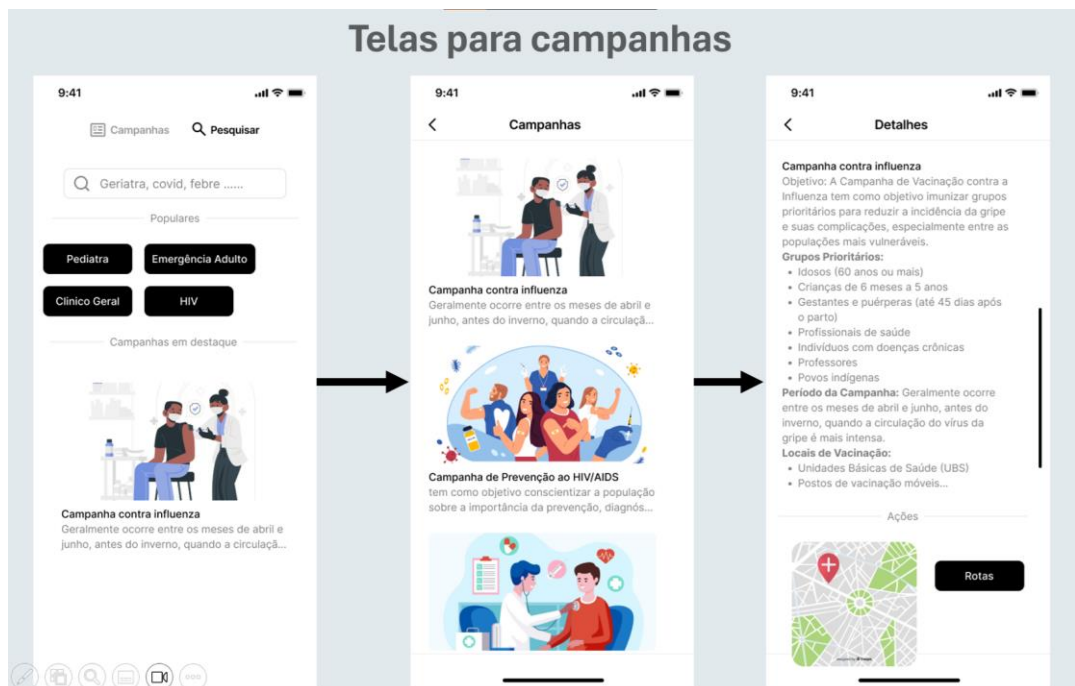 Telas para campanhas
9:41
Campanhas
Pesquisar
Geriatra, covid, febre ......
Populares
Pediatra
Emergência Adulto
Clinico Geral
HIV
Campanhas em destaque
Campanha contra influenza
Geralmente ocorre entre os meses de abril e
junho, antes do inverno, quando a circulaçã...
9:41
Campanhas
Campanha contra influenza
Geralmente ocorre entre os meses de abril e
junho, antes do inverno, quando a circulaçã...
Campanha de Prevenção ao HIV/AIDS
tem como objetivo conscientizar a população
sobre a importância da prevenção, diagnós...
9:41
Detalhes
Campanha contra influenza
Objetivo: A Campanha de Vacinação contra a
Influenza tem como objetivo imunizar grupos
prioritários para reduzir a incidência da gripe
e suas complicações, especialmente entre as
populações mais vulneráveis.
Grupos Prioritários:
• Idosos (60 anos ou mais)
• Crianças de 6 meses a 5 anos
• Gestantes e puérperas (até 45 dias após
o parto)
• Profissionais de saúde
• Indivíduos com doenças crônicas
• Professores
• Povos indígenas
Período da Campanha: Geralmente ocorre
entre os meses de abril e junho, antes do
inverno, quando a circulação do vírus da
gripe é mais intensa.
Locais de Vacinação:
• Unidades Básicas de Saúde (UBS)
• Postos de vacinação móveis...
Ações
Rotas